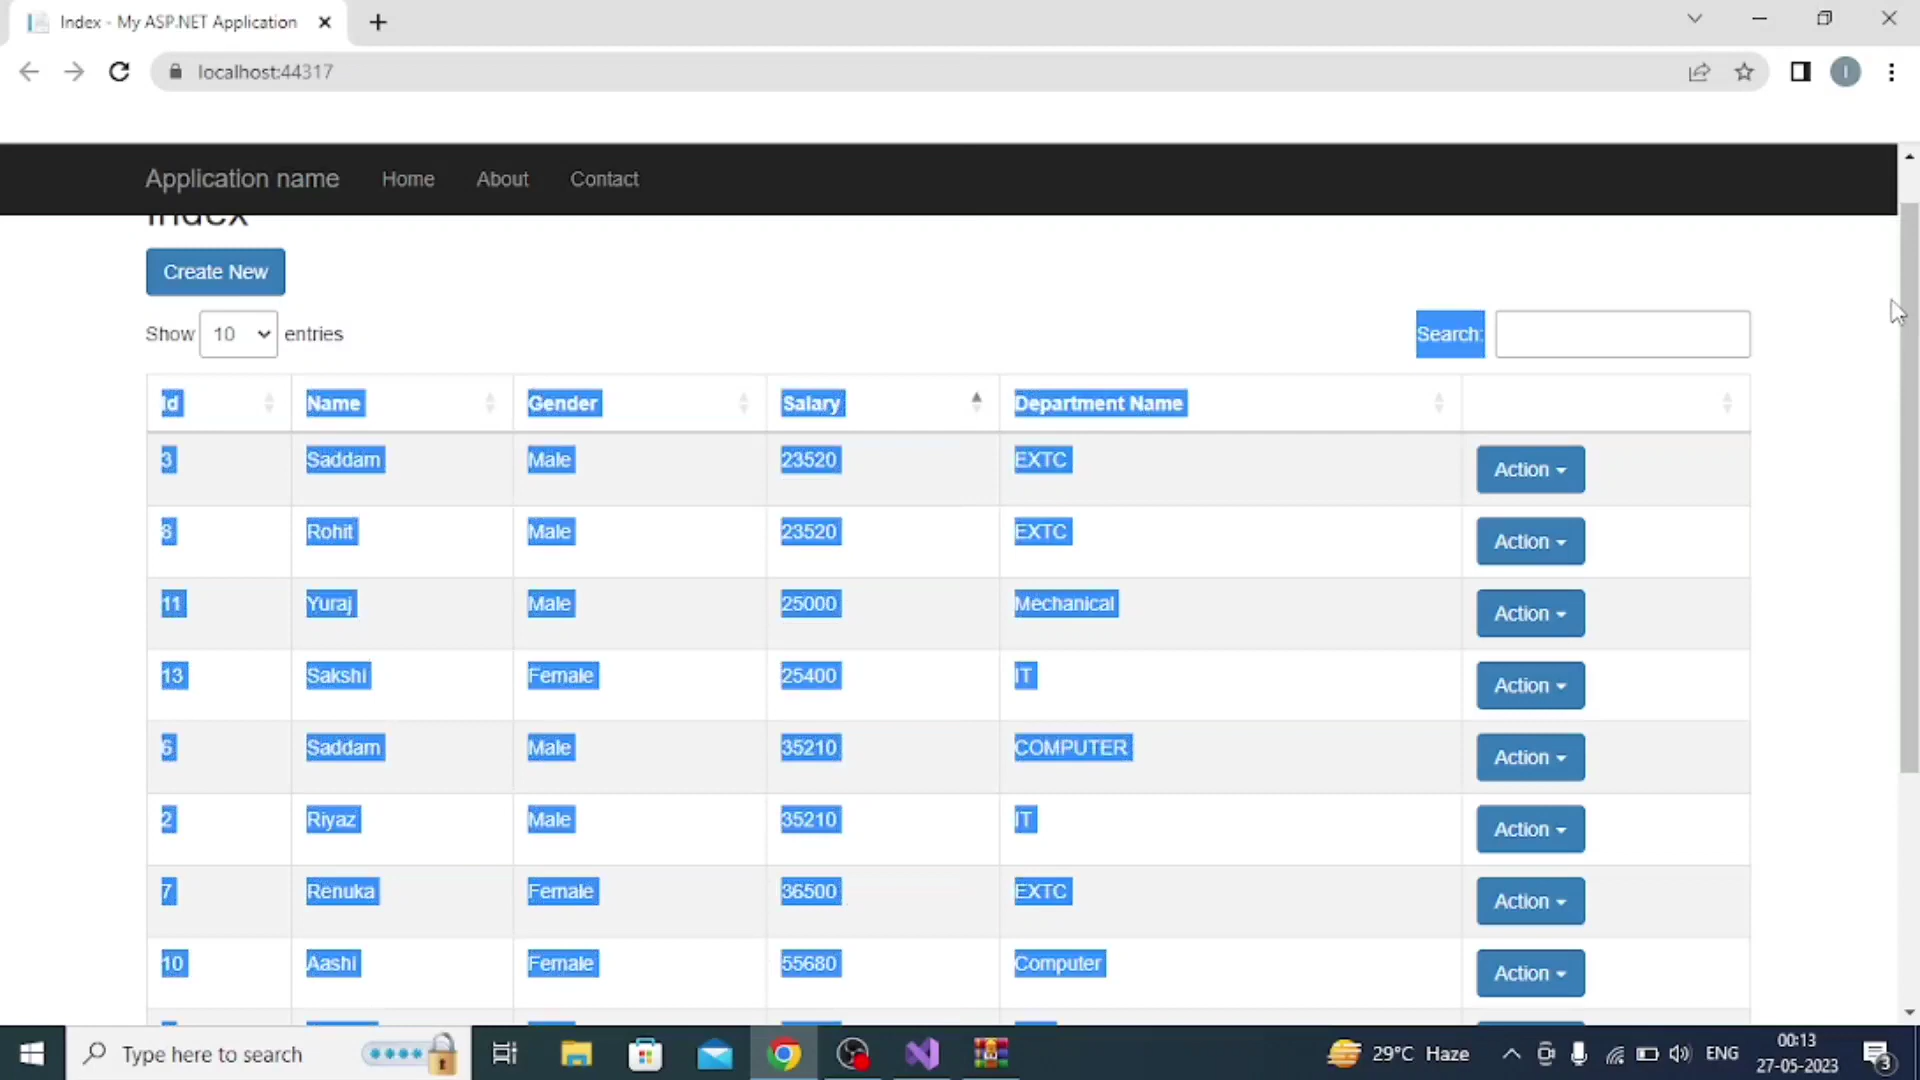 Index - My ASP.NET Application
localhost:44317
I
Application name Home About Contact
Index
Create New
Show 10 entries Search:
Id Name Gender Salary Department Name
3 Saddam Male 23520 EXTC Action
8 Rohit Male 23520 EXTC Action
11 Yuraj Male 25000 Mechanical Action
13 Sakshi Female 25400 IT Action
6 Saddam Male 35210 COMPUTER Action
2 Riyaz Male 35210 IT Action
7 Renuka Female 36500 EXTC Action
10 Aashi Female 55680 Computer Action
Type here to search 29°C Haze ENG 00:13
27-05-2023 3